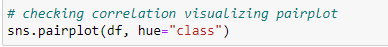 # checking correlation visualizing pairplot
sns.pairplot(df, hue="class")